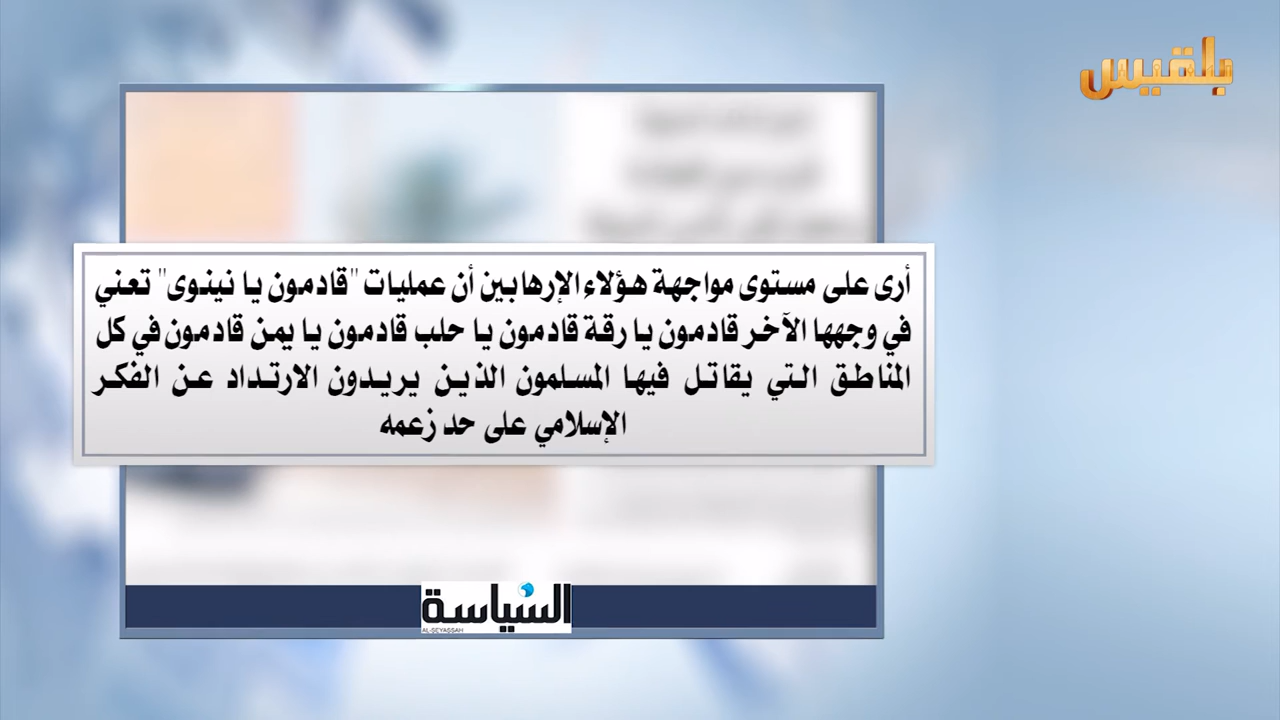 بلقيس
أرى على مستوى مواجهة هؤلاء الإرهابين أن عمليات "قادمون يا نينوى" تعني
في وجهها الآخر قادمون يا رقة قادمون يا حلب قادمون يا يمن قادمون في كل
المناطق التي يقاتل فيها المسلمون الذين يريدون الارتداد عن الفكر
الإسلامي على حد زعمه
السياسة
AL-SEYASSAH